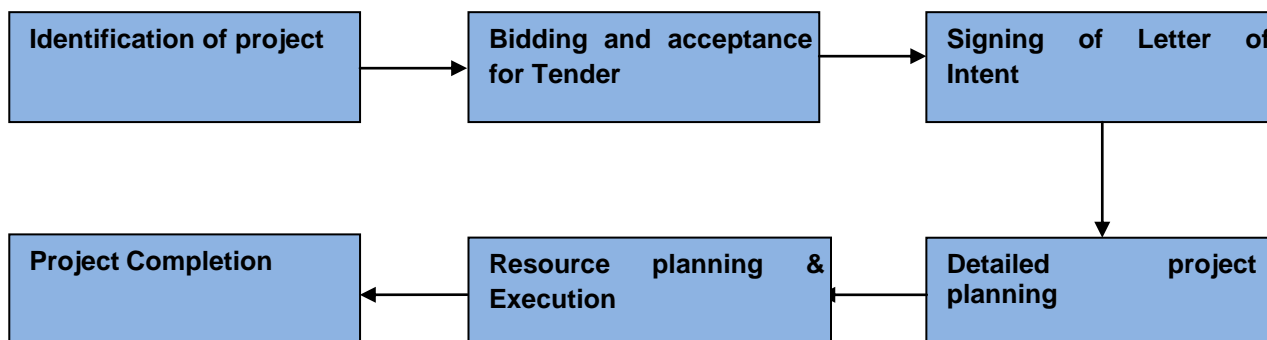 Identification of project
Bidding and acceptance
for Tender
Signing of Letter of
Intent
Project Completion
Resource planning &
Execution
Detailed project
planning